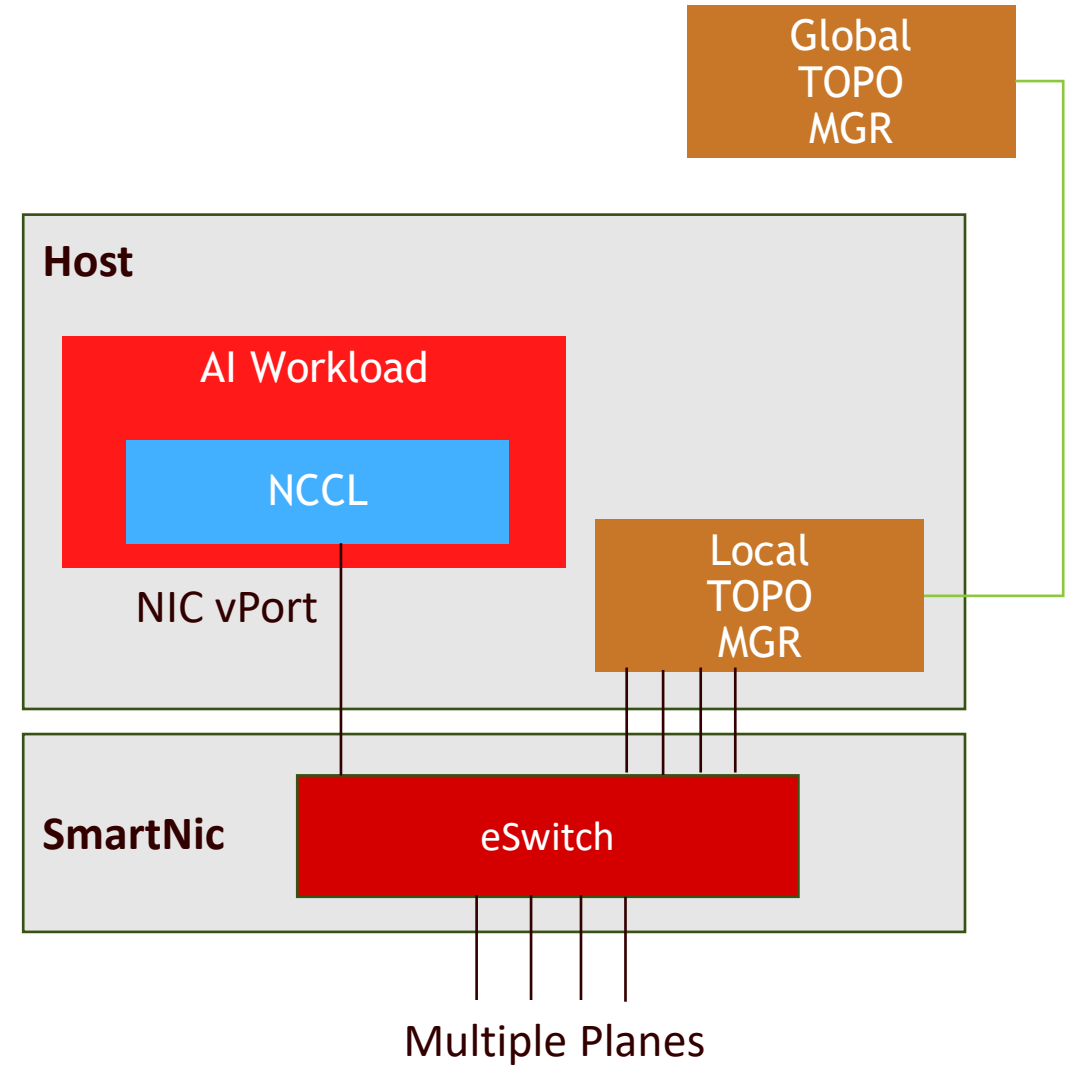 Global
TOPO
MGR
Host
AI Workload
NCCL
NIC vPort
Local
TOPO
MGR
SmartNic
eSwitch
Multiple Planes